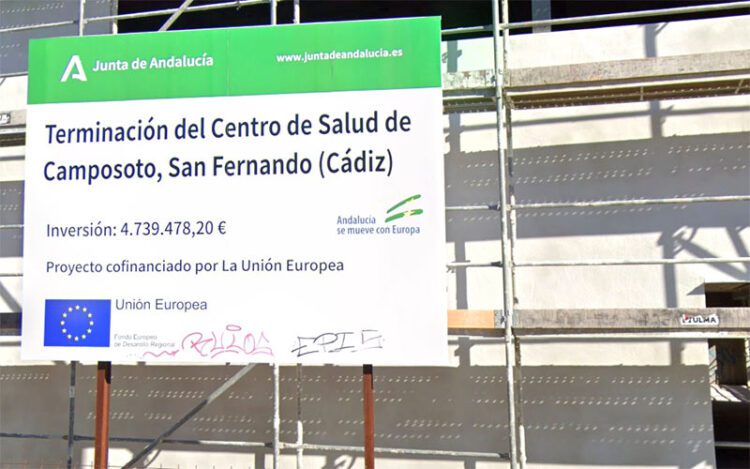 Junta de Andalucía
www.juntadeandalucia.es
Terminación del Centro de Salud de
Camposoto, San Fernando (Cádiz)
Inversión: 4.739.478,20 €
Andalucía
se mueve con Europa
Proyecto cofinanciado por La Unión Europea
Unión Europea
Fondo Europeo
de Desarrollo Regional
EPIS
TULMA